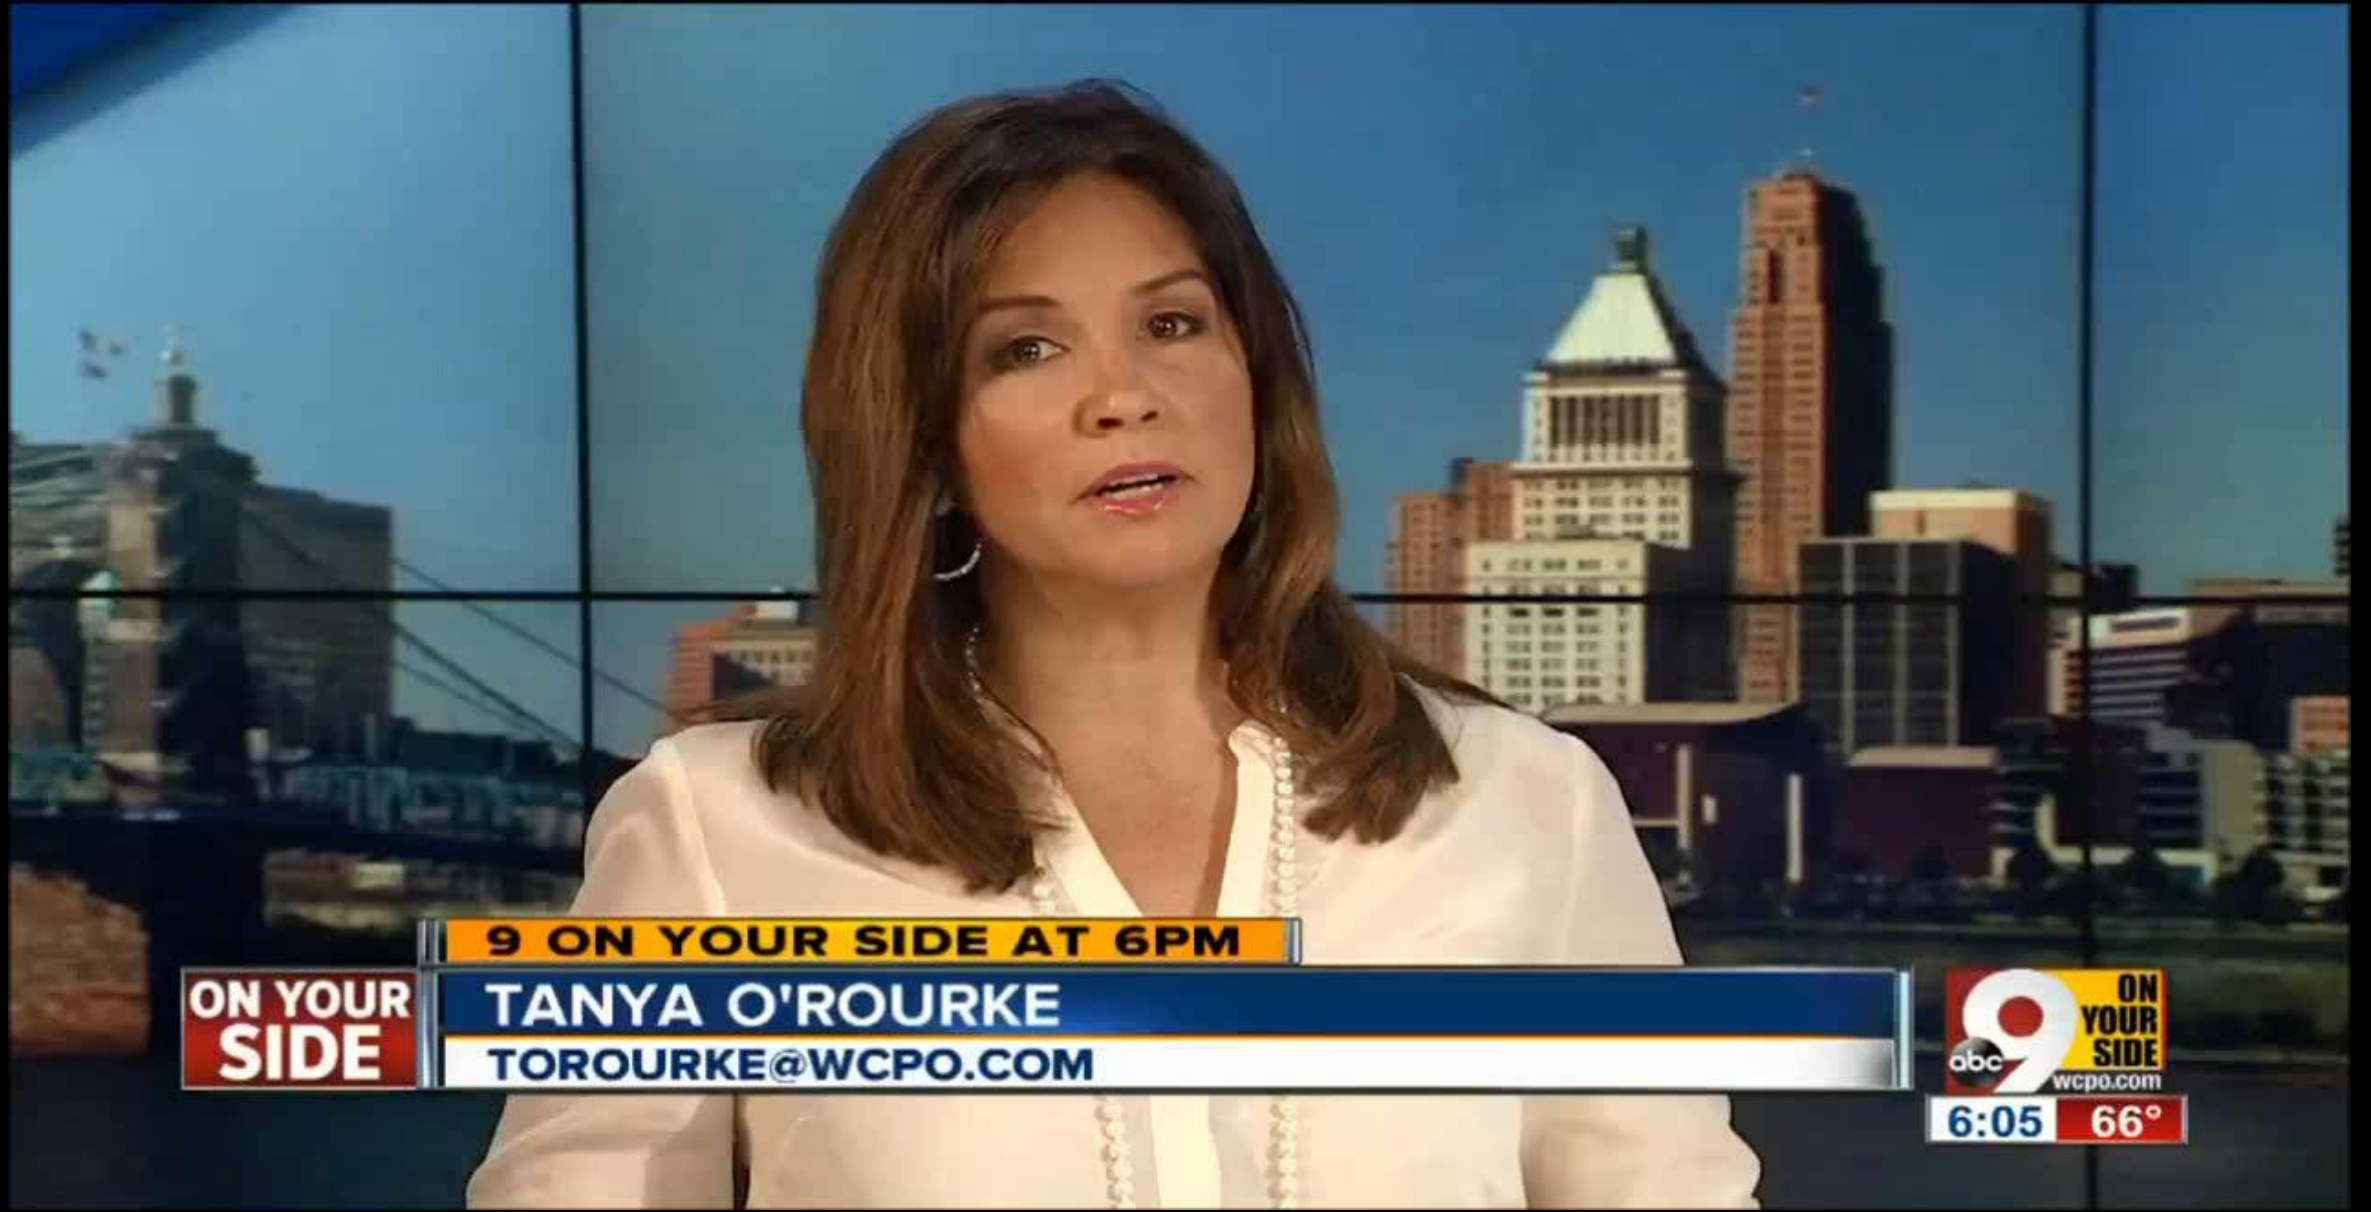 9 ON YOUR SIDE AT 6PM
ON YOUR
SIDE
TANYA O'ROURKE
TOROURKE@WCPO.COM
9
ON
YOUR
SIDE
abc
wcpo.com
6:05 66°